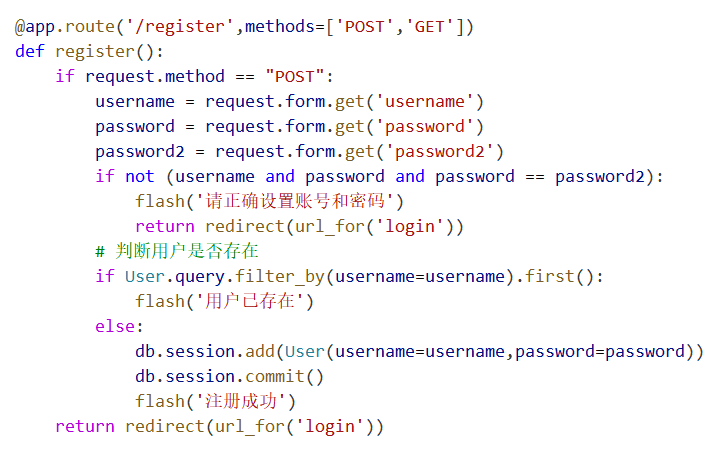 @app.route('/register',methods=['POST','GET'])
def register():
    if request.method == "POST":
        username = request.form.get('username')
        password = request.form.get('password')
        password2 = request.form.get('password2')
        if not (username and password and password == password2):
            flash('请正确设置账号和密码')
            return redirect(url_for('login'))
        # 判断用户是否存在
        if User.query.filter_by(username=username).first():
            flash('用户已存在')
        else:
            db.session.add(User(username=username,password=password))
            db.session.commit()
            flash('注册成功')
    return redirect(url_for('login'))